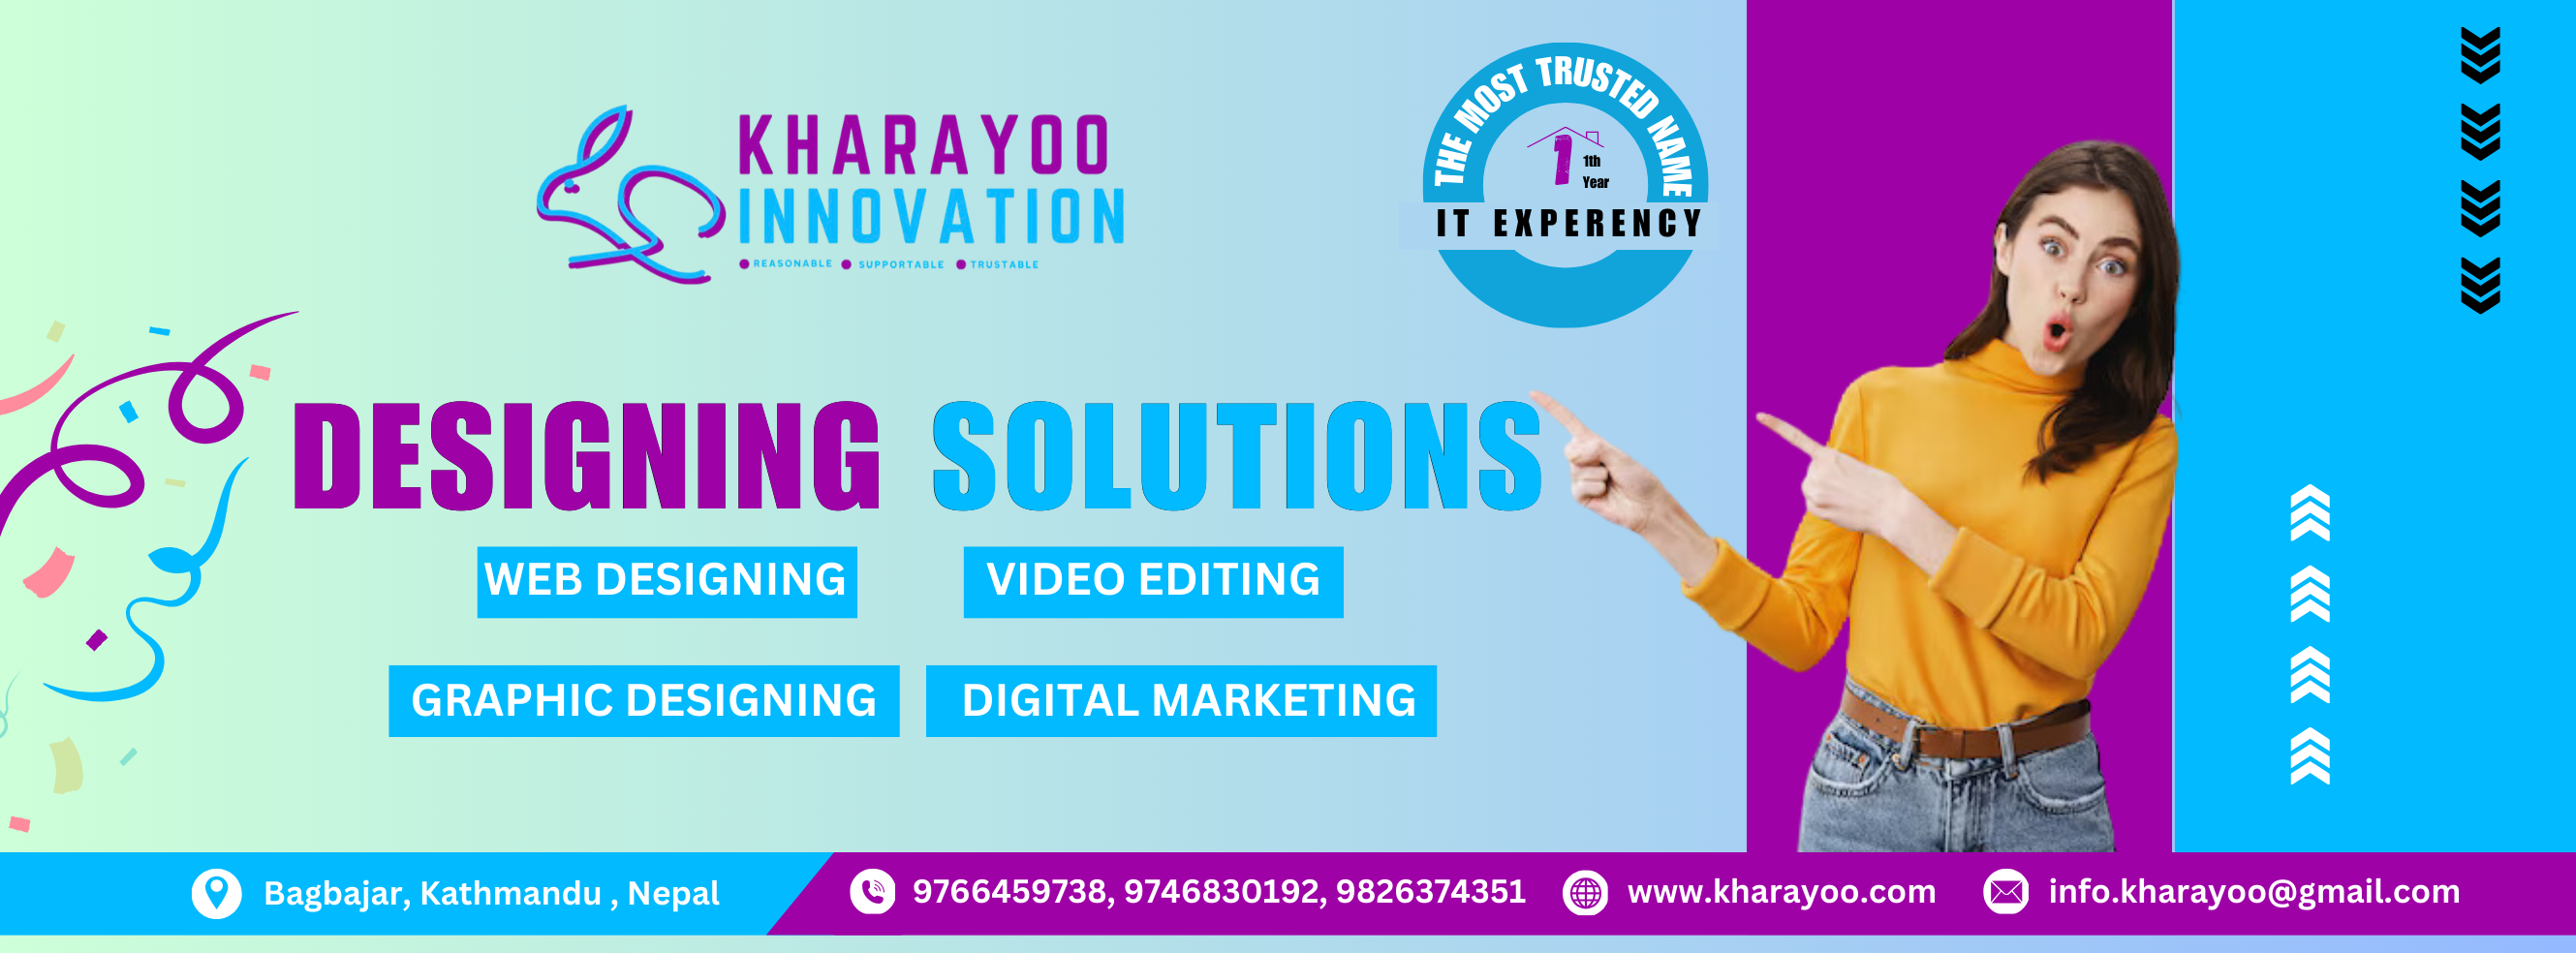 KHARAYOO
INNOVATION
REASONABLE SUPPORTABLE TRUSTABLE
THE MOST TRUSTED NAME
1 1th
Year
IT EXPERENCY
DESIGNING SOLUTIONS
WEB DESIGNING VIDEO EDITING
GRAPHIC DESIGNING DIGITAL MARKETING
Bagbajar, Kathmandu , Nepal 9766459738, 9746830192, 9826374351 www.kharayoo.com info.kharayoo@gmail.com